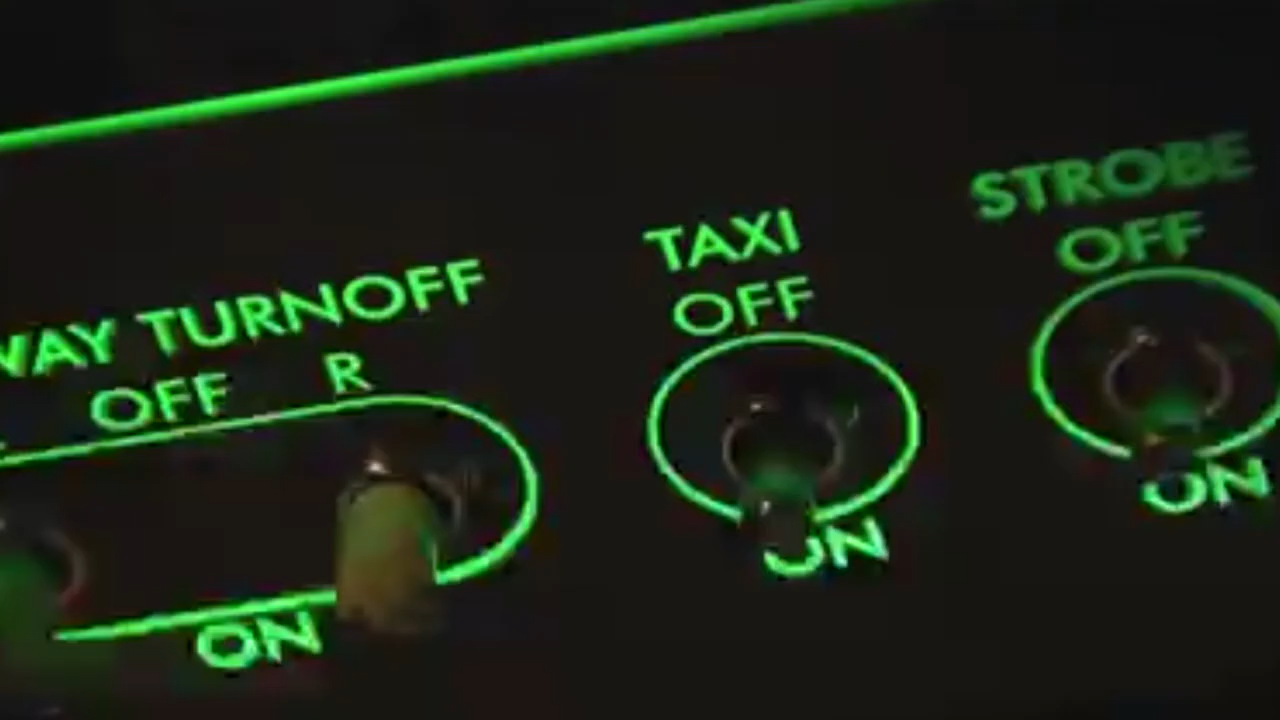 WAY TURNOFF
OFF R
ON
TAXI
OFF
ON
STROBE
OFF
ON